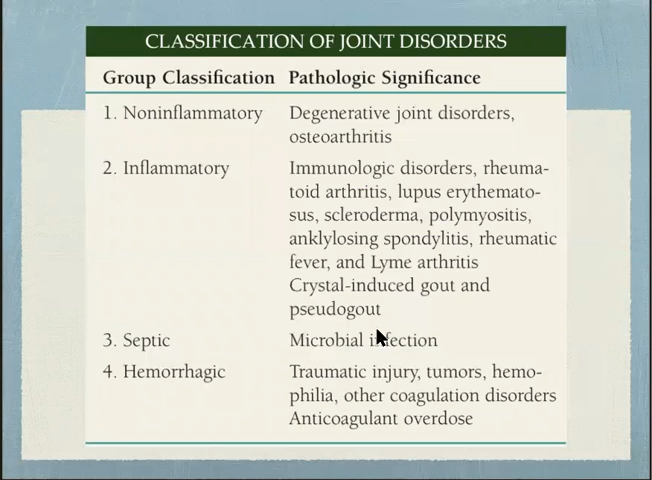 CLASSIFICATION OF JOINT DISORDERS
Group Classification Pathologic Significance
1. Noninflammatory Degenerative joint disorders,
osteoarthritis
2. Inflammatory Immunologic disorders, rheuma-
toid arthritis, lupus erythemato-
sus, scleroderma, polymyositis,
anklylosing spondylitis, rheumatic
fever, and Lyme arthritis
Crystal-induced gout and
pseudogout
3. Septic Microbial infection
4. Hemorrhagic Traumatic injury, tumors, hemo-
philia, other coagulation disorders
Anticoagulant overdose